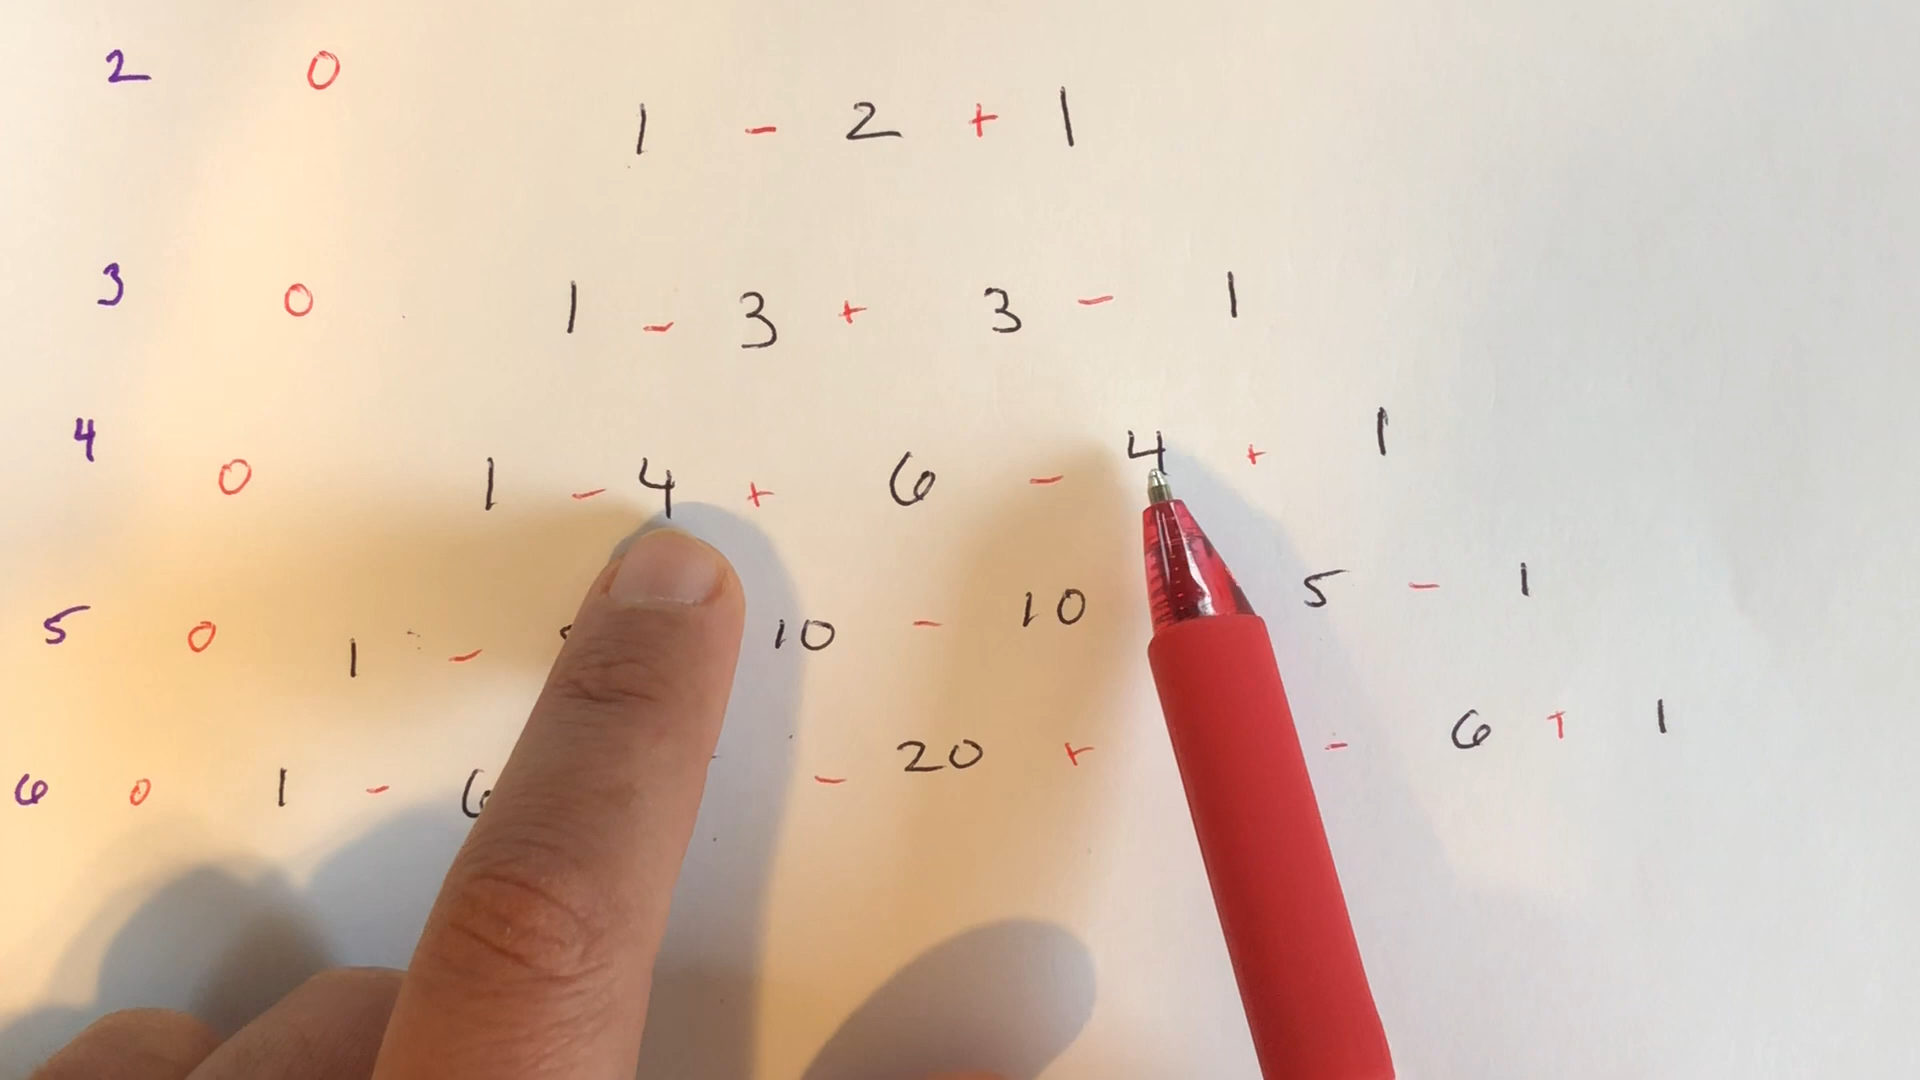 2 0 1 - 2 + 1
3 0 1 - 3 + 3 - 1
4 0 1 - 4 + 6 - 4 + 1
5 0 1 - 10 - 10 5 - 1
6 0 1 - 6 - 20 + - 6 + 1